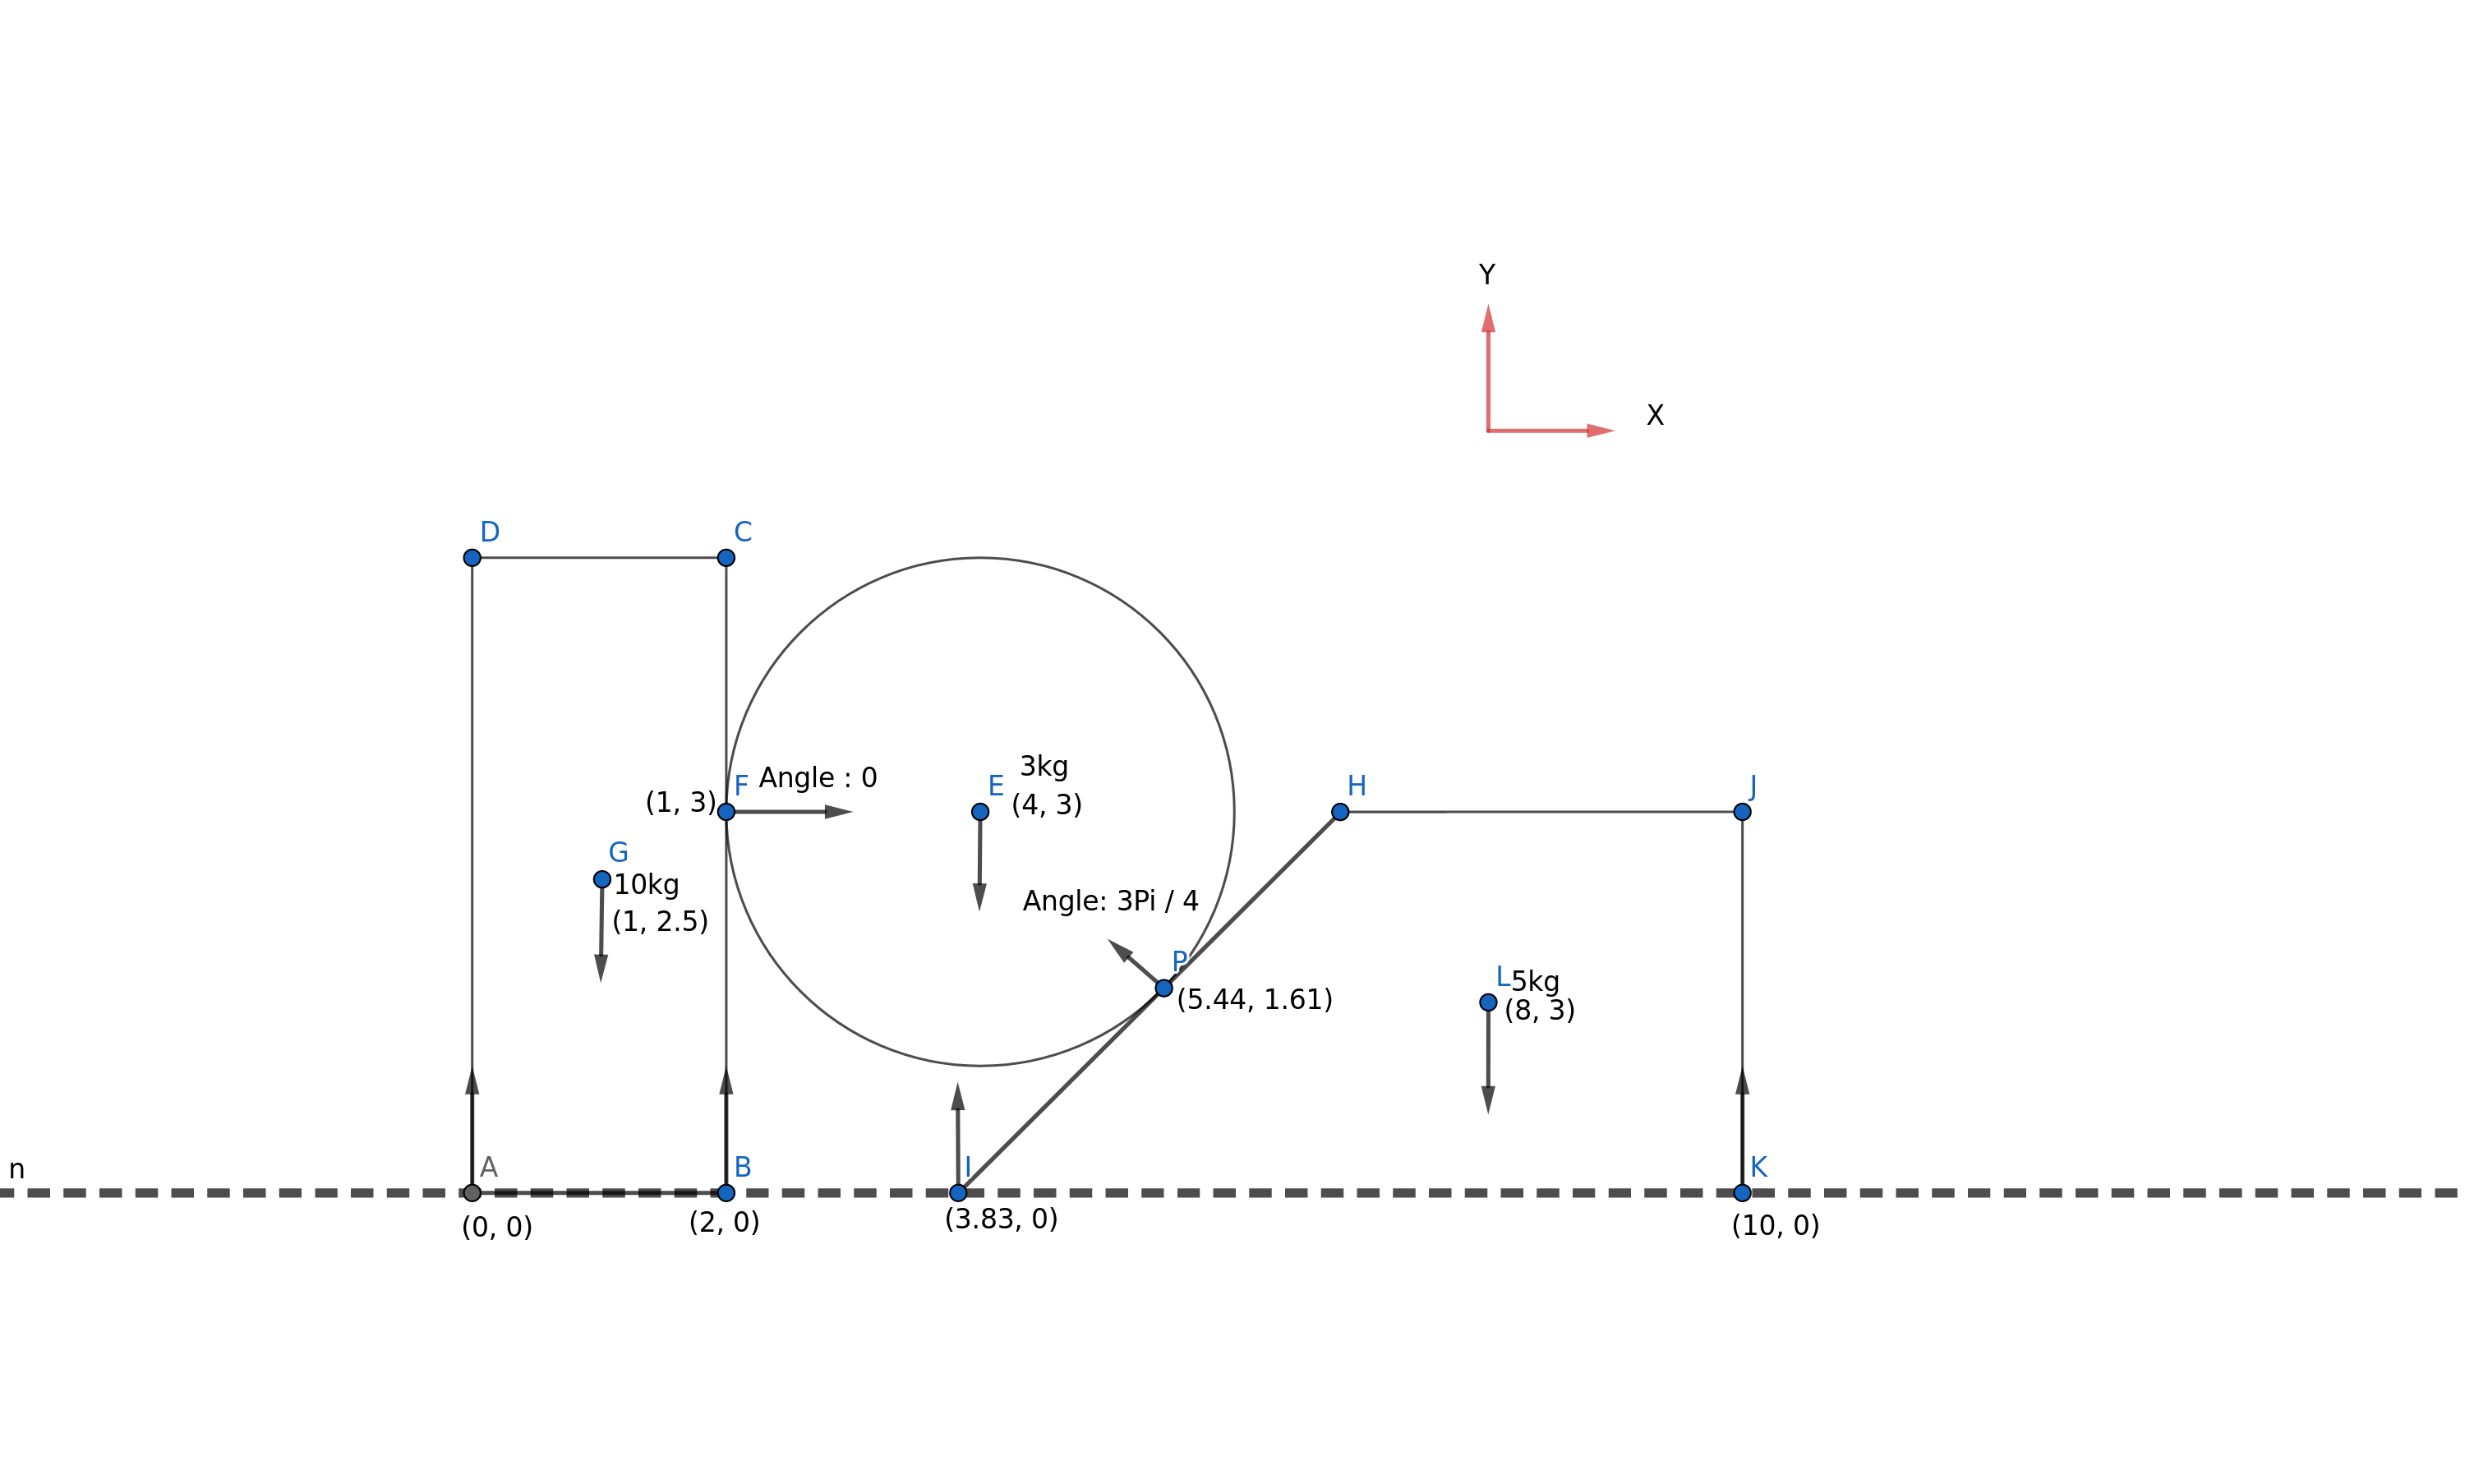 Y
X
D
C
3kg
F
Angle : 0
E
H
J
(1, 3)
(4, 3)
G
10kg
Angle: 3Pi / 4
(1, 2.5)
P
L
5kg
(5.44, 1.61)
(8, 3)
n
A
B
I
K
(0, 0)
(2, 0)
(3.83, 0)
(10, 0)